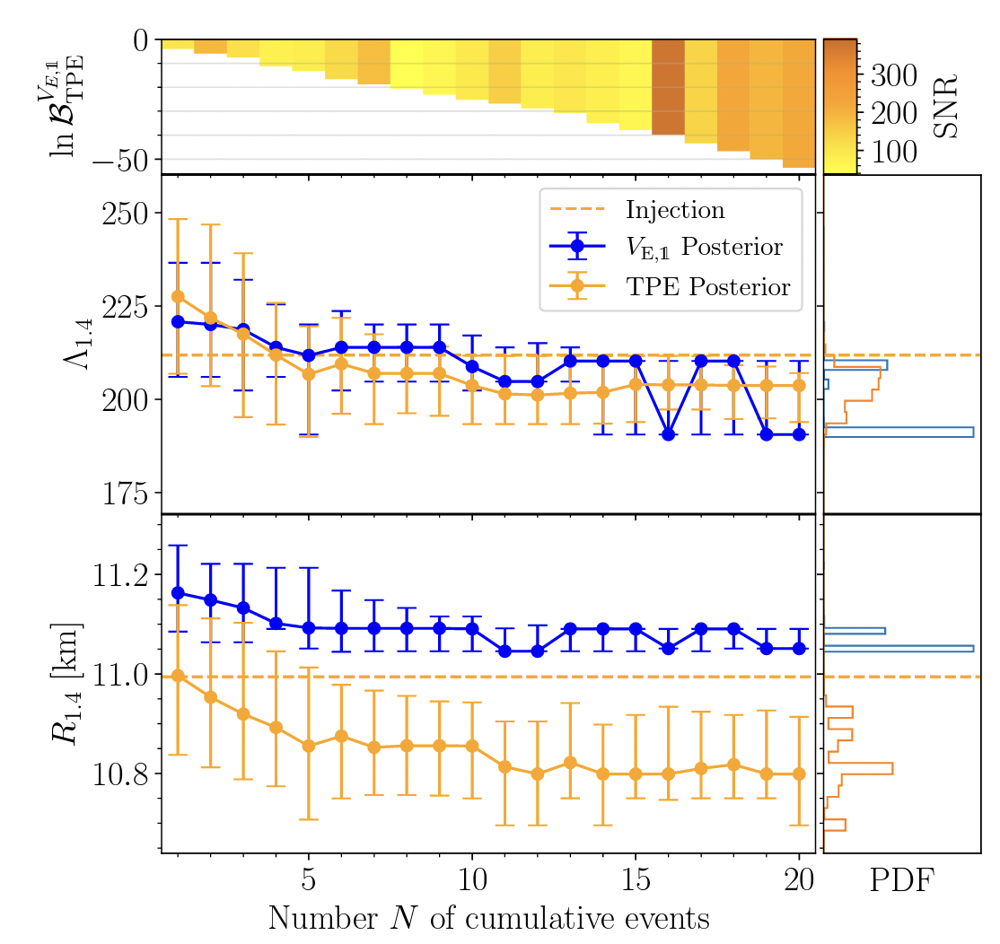 0
−50
ln 𝓑_TPE^{V_{E,𝟙}}
300
200
100
SNR
250
225
200
175
Λ_{1.4}
Injection
V_{E,𝟙} Posterior
TPE Posterior
11.2
11.0
10.8
R_{1.4} [km]
5
10
15
20
PDF
Number N of cumulative events